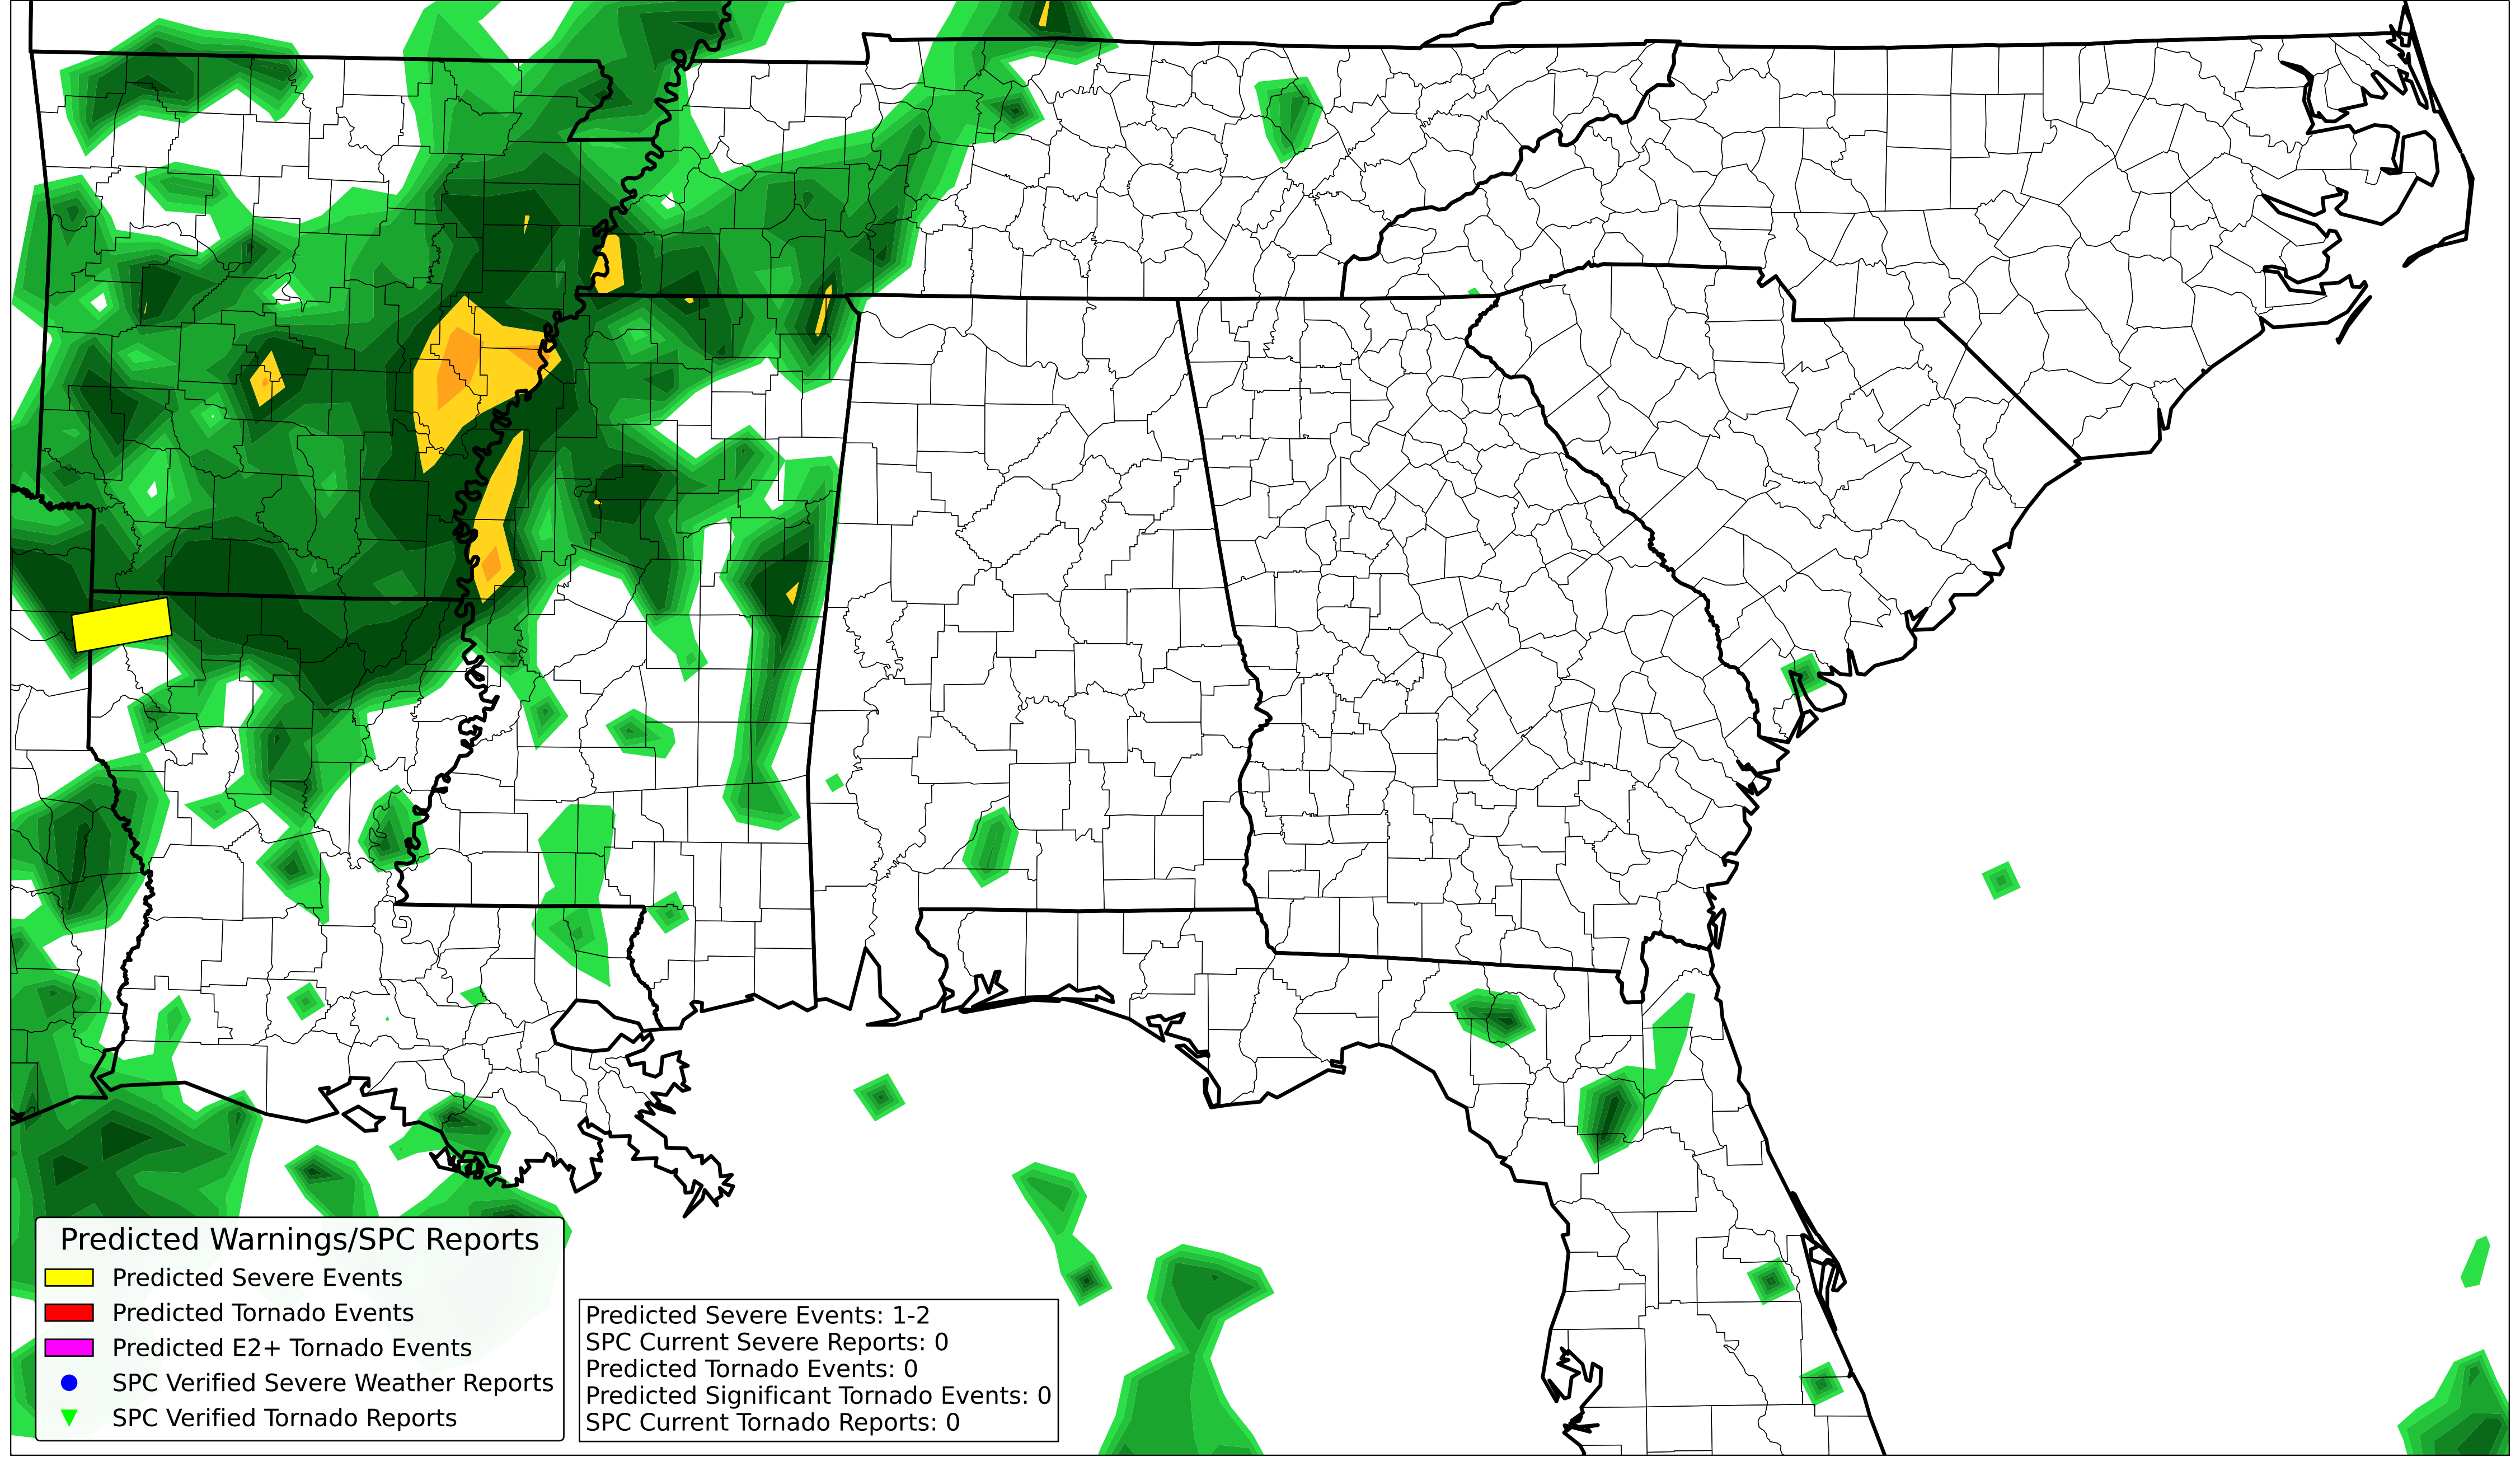 Predicted Warnings/SPC Reports
Predicted Severe Events
Predicted Tornado Events
Predicted E2+ Tornado Events
SPC Verified Severe Weather Reports
SPC Verified Tornado Reports
Predicted Severe Events: 1-2
SPC Current Severe Reports: 0
Predicted Tornado Events: 0
Predicted Significant Tornado Events: 0
SPC Current Tornado Reports: 0